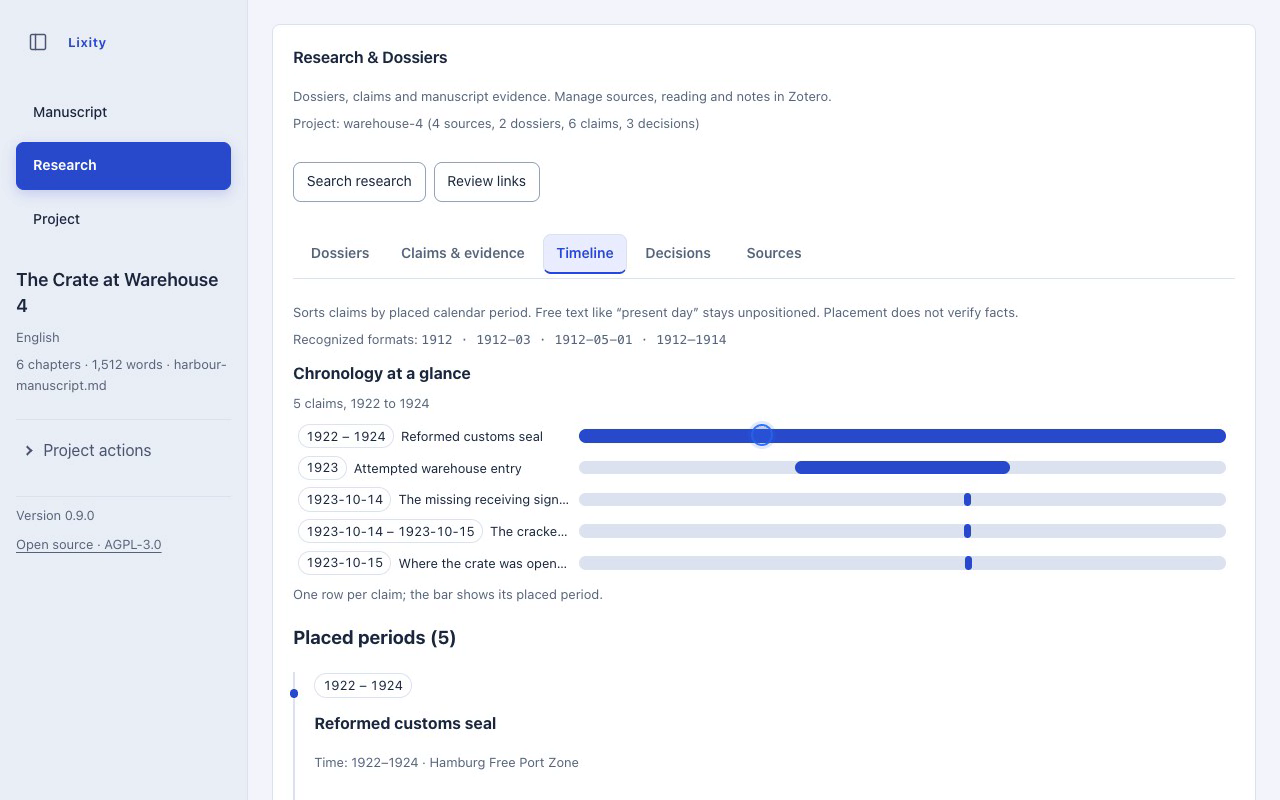 Lixity
Manuscript
Research
Project
The Crate at Warehouse
4
English
6 chapters · 1,512 words · harbour-
manuscript.md
Project actions
Version 0.9.0
Open source · AGPL-3.0
Research & Dossiers
Dossiers, claims and manuscript evidence. Manage sources, reading and notes in Zotero.
Project: warehouse-4 (4 sources, 2 dossiers, 6 claims, 3 decisions)
Search research Review links
Dossiers Claims & evidence Timeline Decisions Sources
Sorts claims by placed calendar period. Free text like “present day” stays unpositioned. Placement does not verify facts.
Recognized formats: 1912 · 1912–03 · 1912–05–01 · 1912–1914
Chronology at a glance
5 claims, 1922 to 1924
1922 – 1924 Reformed customs seal
1923 Attempted warehouse entry
1923-10-14 The missing receiving sign…
1923-10-14 – 1923-10-15 The cracke…
1923-10-15 Where the crate was open…
One row per claim; the bar shows its placed period.
Placed periods (5)
1922 – 1924
Reformed customs seal
Time: 1922–1924 · Hamburg Free Port Zone